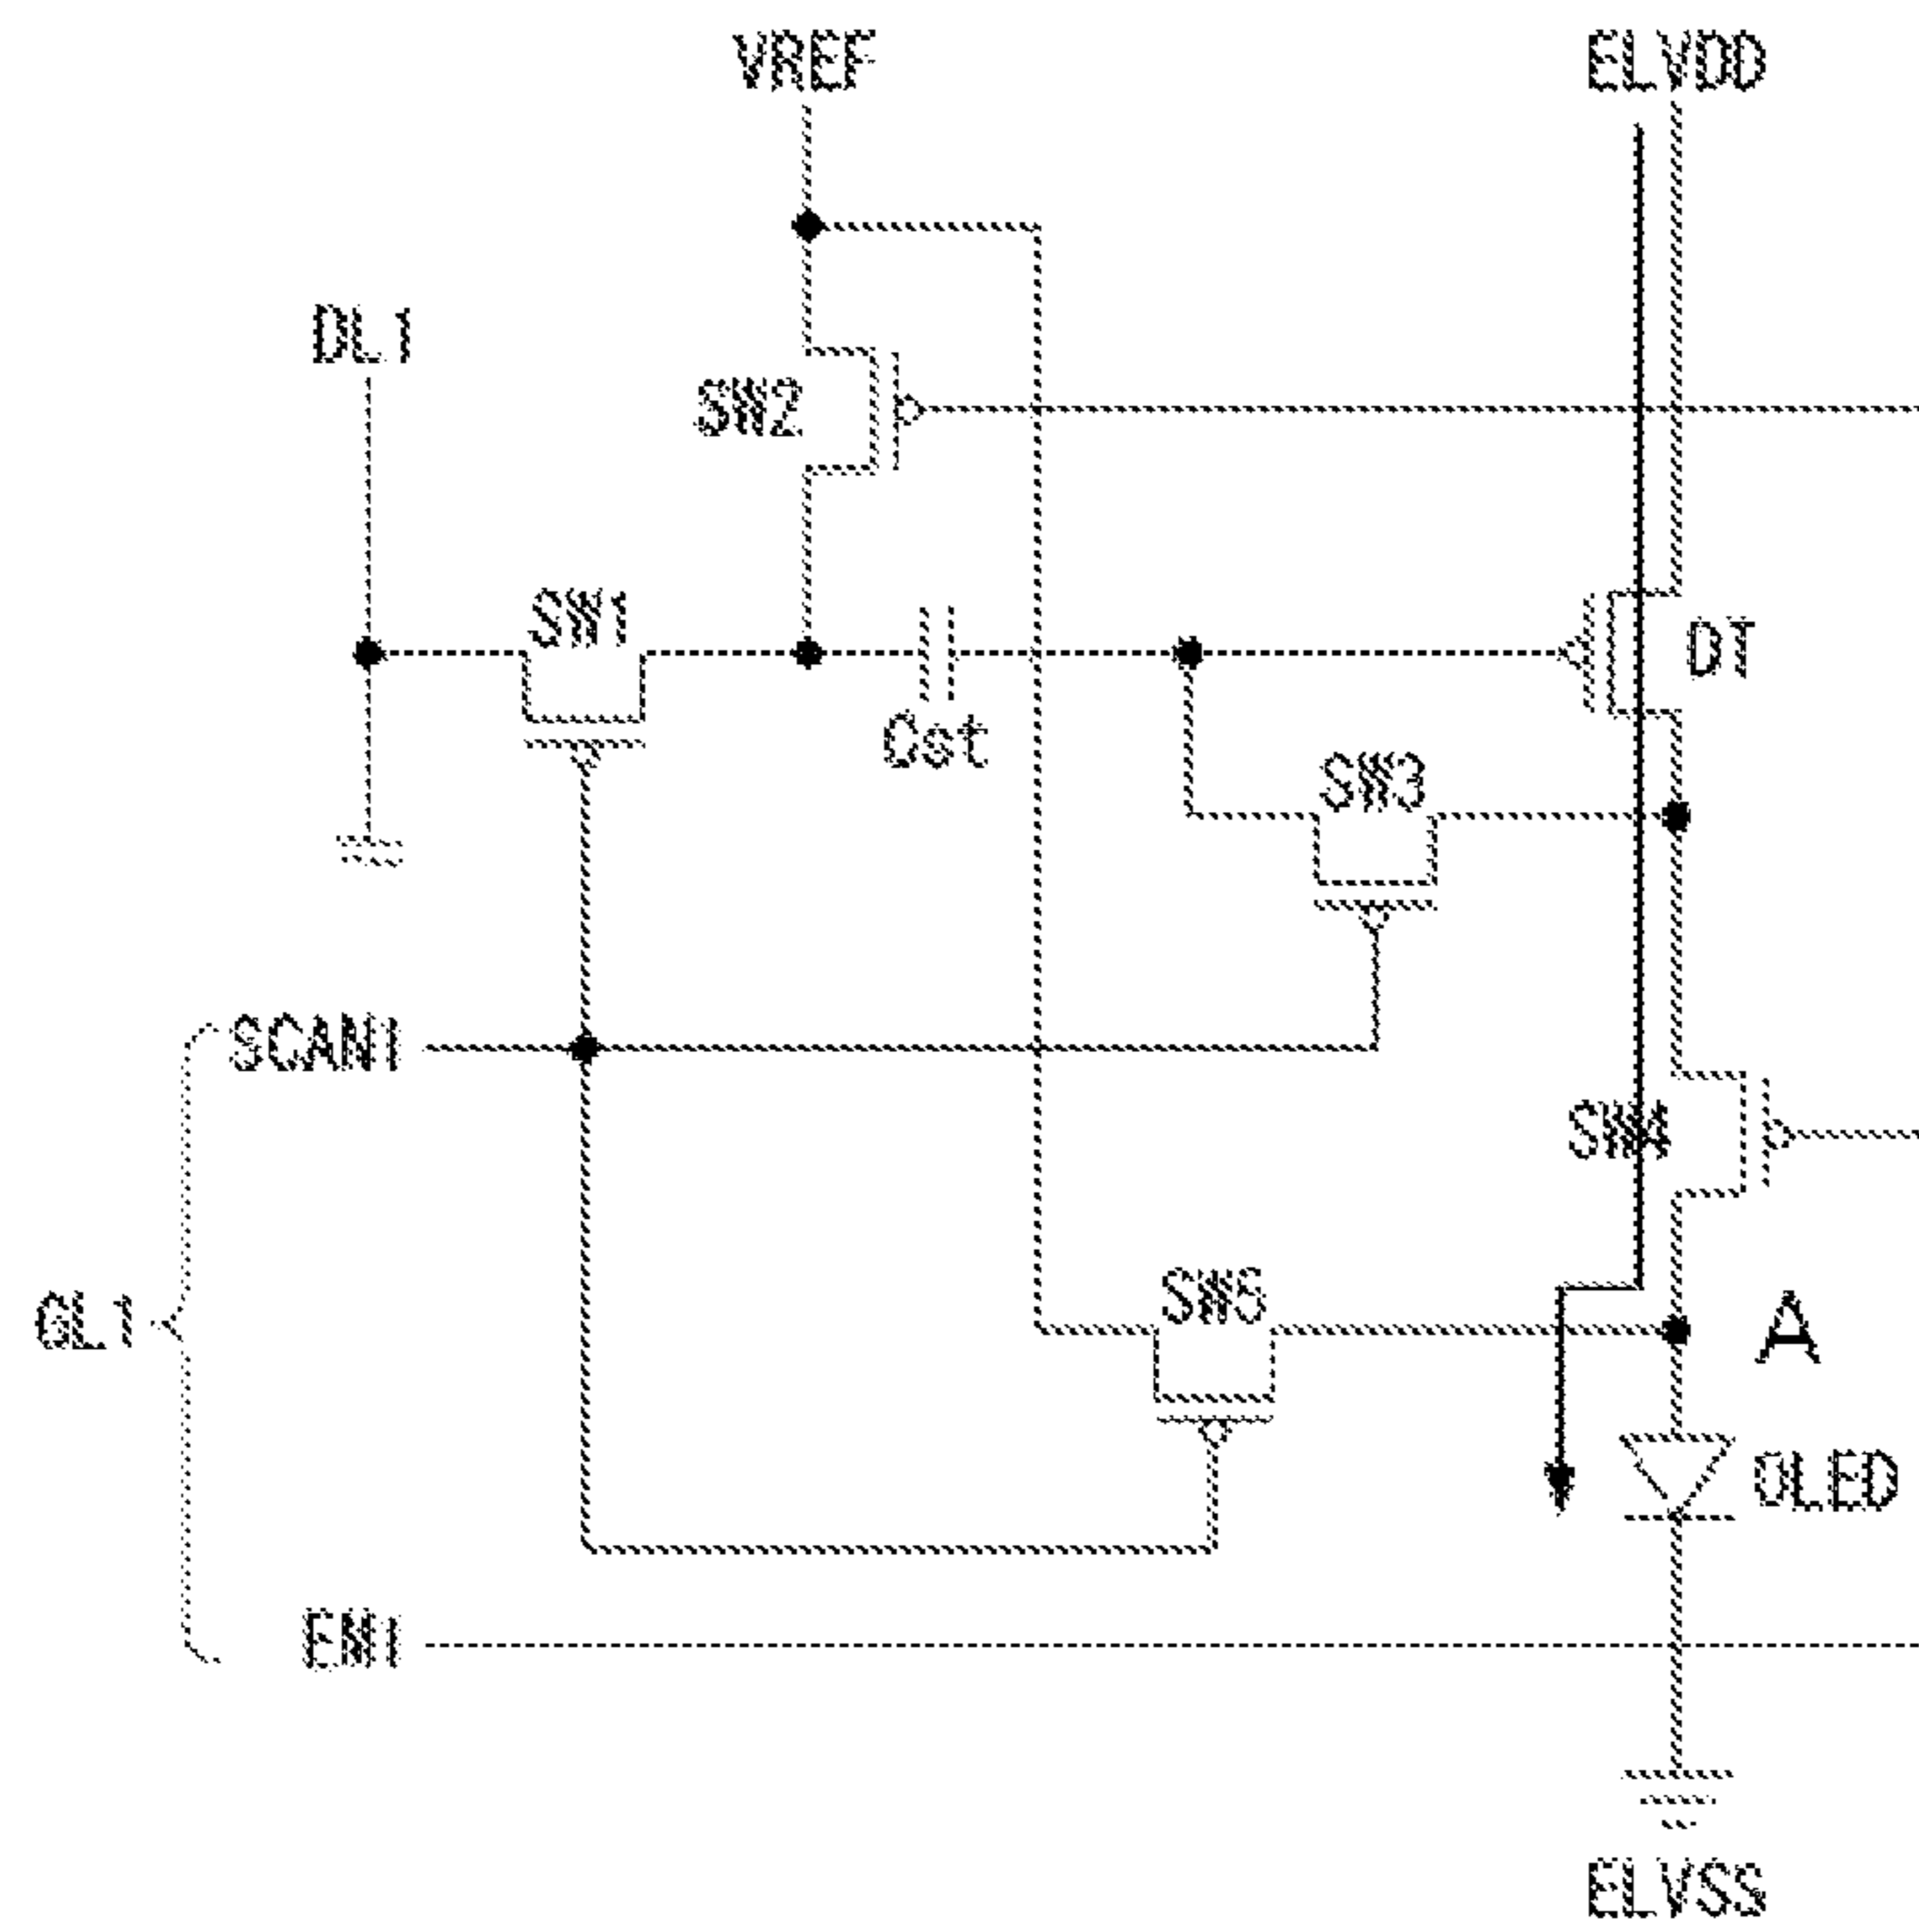 VREF ELVDD
DL1
SW2
SW1 DT
Cst
SW3
SCAN1
SW4
GL1 SW5 A
OLED
EM1
ELVSS